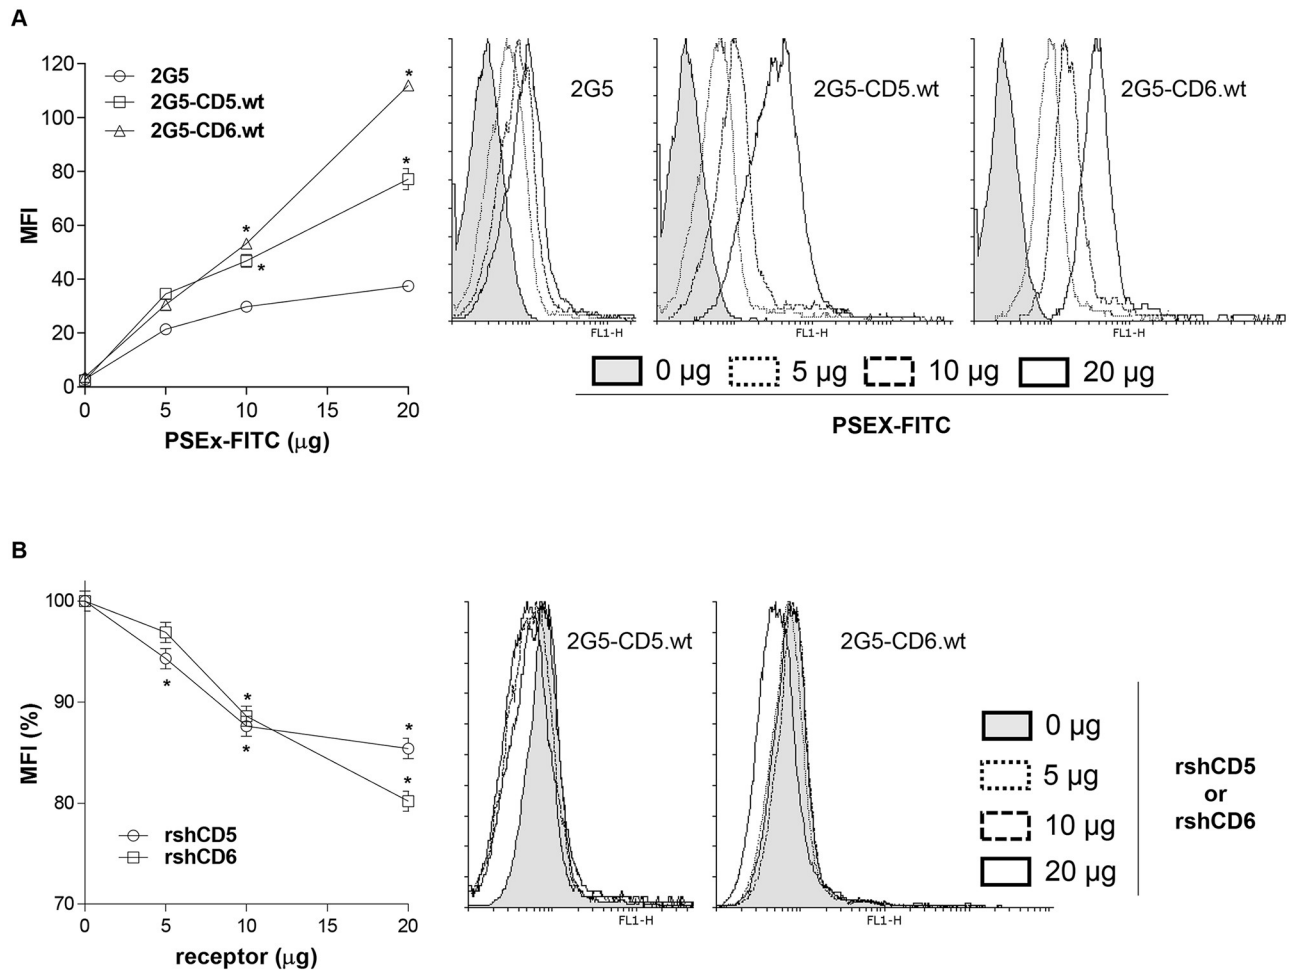 A
120
100
80
60
40
20
0
MFI
2G5
2G5-CD5.wt
2G5-CD6.wt
*
*
*
*
0 5 10 15 20
PSEx-FITC (μg)
2G5
FL1-H
2G5-CD5.wt
FL1-H
2G5-CD6.wt
FL1-H
0 μg 5 μg 10 μg 20 μg
PSEX-FITC
B
100
90
80
70
MFI (%)
*
*
*
*
*
rshCD5
rshCD6
0 5 10 15 20
receptor (μg)
2G5-CD5.wt
FL1-H
2G5-CD6.wt
FL1-H
0 μg
5 μg
10 μg
20 μg
rshCD5
or
rshCD6